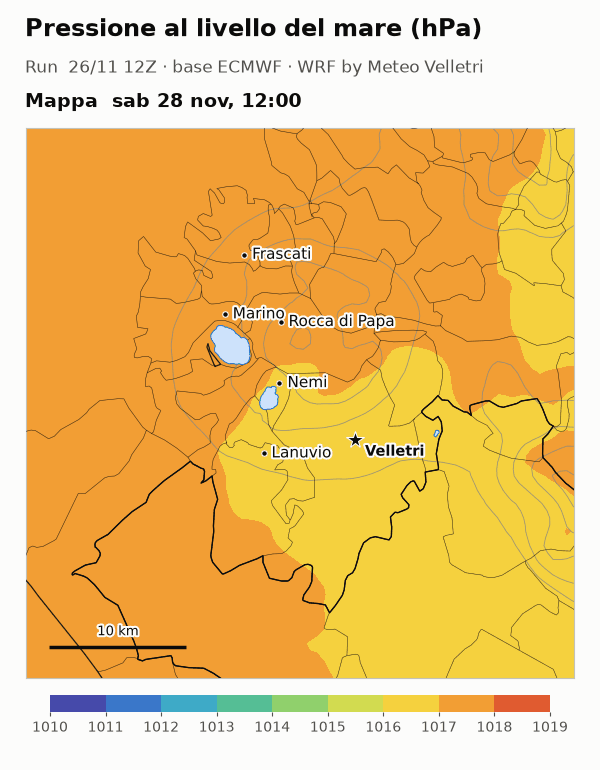 Pressione al livello del mare (hPa)
Run  26/11 12Z · base ECMWF · WRF by Meteo Velletri
Mappa  sab 28 nov, 12:00
Frascati
Marino
Rocca di Papa
Nemi
Velletri
Lanuvio
10 km
1010 1011 1012 1013 1014 1015 1016 1017 1018 1019